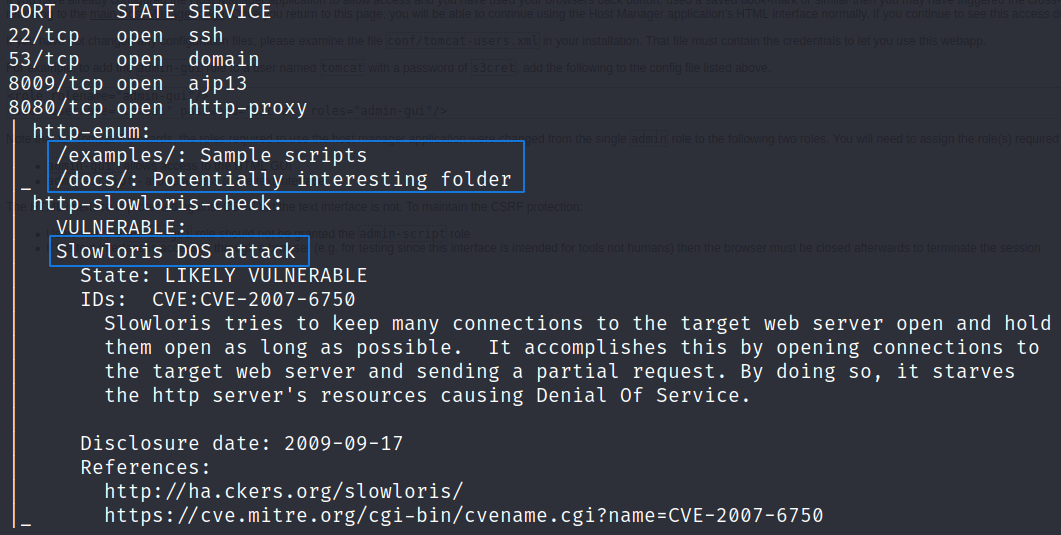 PORT     STATE SERVICE
22/tcp   open  ssh
53/tcp   open  domain
8009/tcp open  ajp13
8080/tcp open  http-proxy
| http-enum:
|   /examples/: Sample scripts
|_  /docs/: Potentially interesting folder
| http-slowloris-check:
|   VULNERABLE:
|   Slowloris DOS attack
|     State: LIKELY VULNERABLE
|     IDs:  CVE:CVE-2007-6750
|       Slowloris tries to keep many connections to the target web server open and hold
|       them open as long as possible.  It accomplishes this by opening connections to
|       the target web server and sending a partial request. By doing so, it starves
|       the http server's resources causing Denial Of Service.
|
|     Disclosure date: 2009-09-17
|     References:
|       http://ha.ckers.org/slowloris/
|_      https://cve.mitre.org/cgi-bin/cvename.cgi?name=CVE-2007-6750